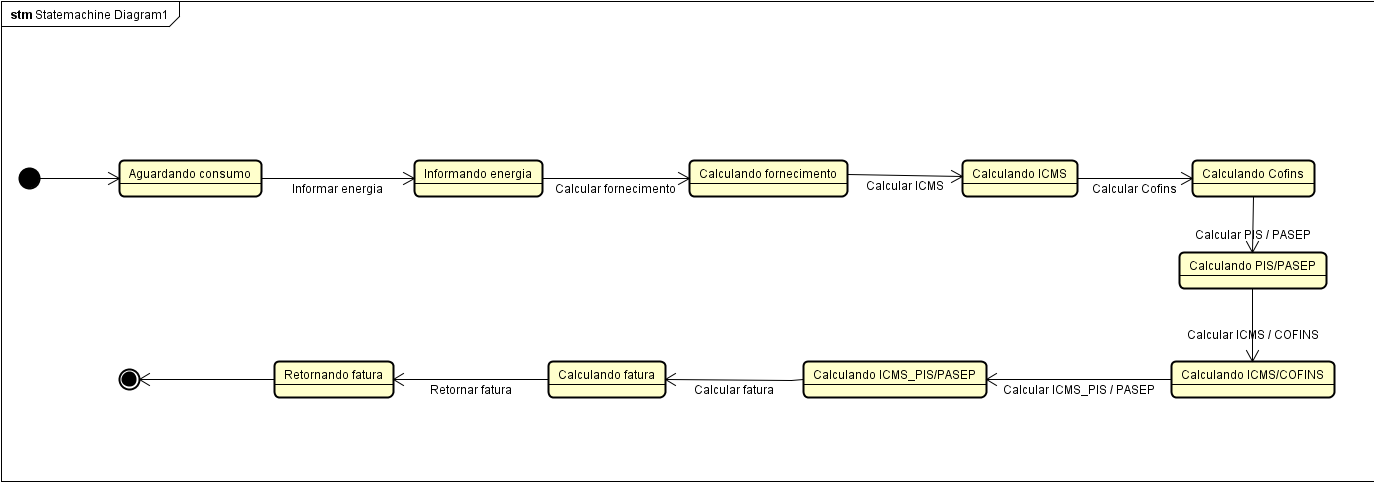 stm Statemachine Diagram1
Aguardando consumo
Informar energia
Informando energia
Calcular fornecimento
Calculando fornecimento
Calcular ICMS
Calculando ICMS
Calcular Cofins
Calculando Cofins
Calcular PIS / PASEP
Calculando PIS/PASEP
Calcular ICMS / COFINS
Calculando ICMS/COFINS
Calcular ICMS_PIS / PASEP
Calculando ICMS_PIS/PASEP
Calcular fatura
Calculando fatura
Retornar fatura
Retornando fatura